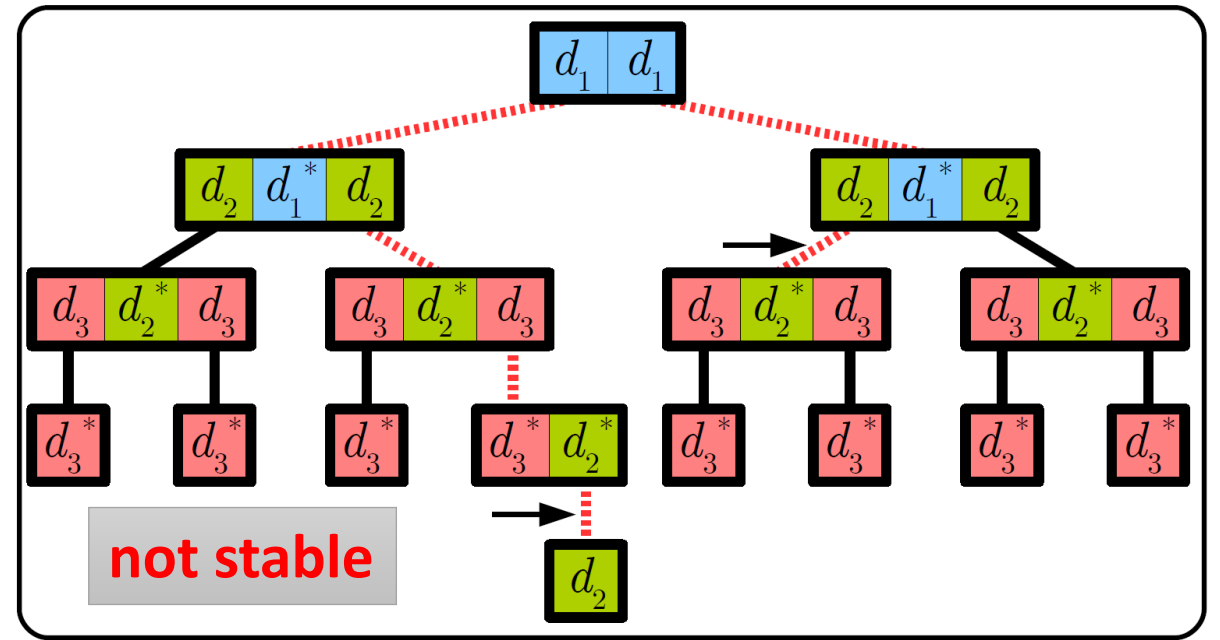 d₁ d₁
d₂ d₁* d₂ d₂ d₁* d₂
d₃ d₂* d₃ d₃ d₂* d₃ d₃ d₂* d₃ d₃ d₂* d₃
d₃* d₃* d₃* d₃* d₂* d₃* d₃* d₃* d₃*
not stable
d₂